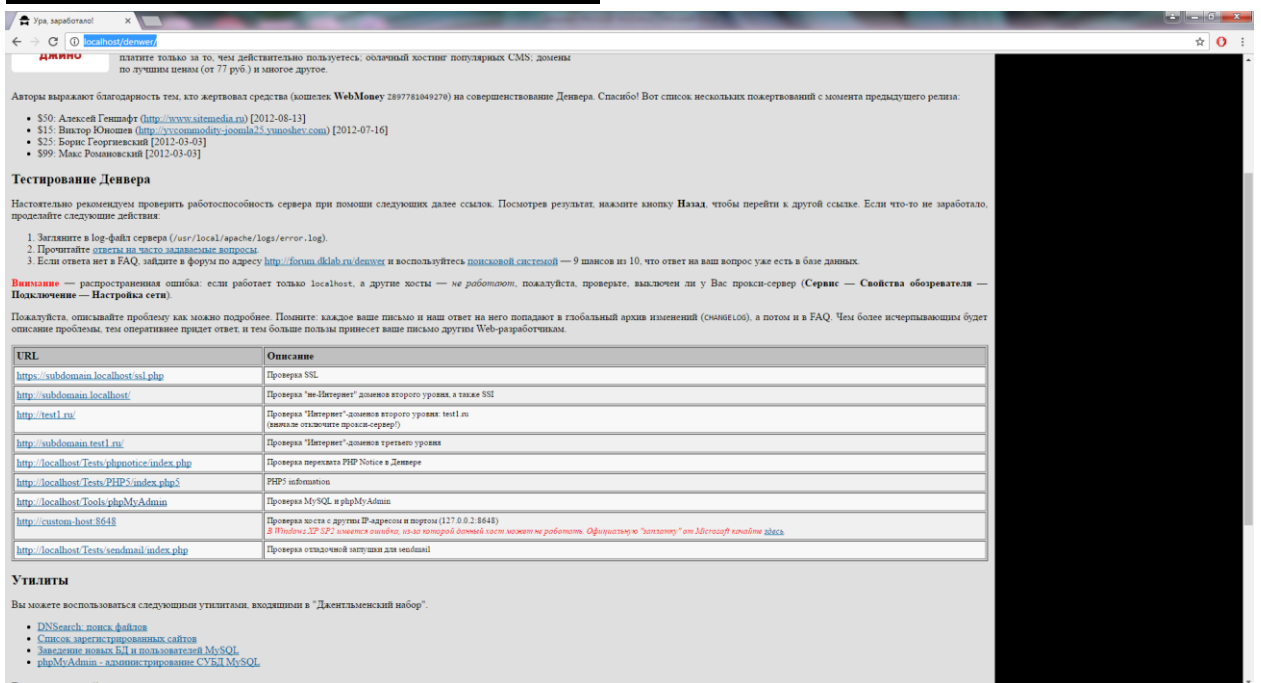 Ура, заработало!
localhost/denwer/
джино
платите только за то, чем действительно пользуетесь; облачный хостинг популярных CMS; домены
по лучшим ценам (от 77 руб.) и многое другое.
Авторы выражают благодарность тем, кто жертвовал средства (кошелек WebMoney Z897781049270) на совершенствование Денвера. Спасибо! Вот список нескольких пожертвований с момента предыдущего релиза:
$50: Алексей Геншафт (http://www.sitemedia.ru) [2012-08-13]
$15: Виктор Юношев (http://yvcommodity-joomla25.yunoshev.com) [2012-07-16]
$25: Борис Георгиевский [2012-03-03]
$99: Макс Романовский [2012-03-03]
Тестирование Денвера
Настоятельно рекомендуем проверить работоспособность сервера при помощи следующих далее ссылок. Посмотрев результат, нажмите кнопку Назад, чтобы перейти к другой ссылке. Если что-то не заработало,
проделайте следующие действия:
1. Загляните в log-файл сервера (/usr/local/apache/logs/error.log).
2. Прочитайте ответы на часто задаваемые вопросы.
3. Если ответа нет в FAQ, зайдите в форум по адресу http://forum.dklab.ru/denwer и воспользуйтесь поисковой системой — 9 шансов из 10, что ответ на ваш вопрос уже есть в базе данных.
Внимание — распространенная ошибка: если работает только localhost, а другие хосты — не работают, пожалуйста, проверьте, выключен ли у Вас прокси-сервер (Сервис — Свойства обозревателя —
Подключение — Настройка сети).
Пожалуйста, описывайте проблему как можно подробнее. Помните: каждое ваше письмо и наш ответ на него попадают в глобальный архив изменений (CHANGELOG), а потом и в FAQ. Чем более исчерпывающим будет
описание проблемы, тем оперативнее придет ответ, и тем больше пользы принесет ваше письмо другим Web-разработчикам.
URL Описание
https://subdomain.localhost/ssl.php Проверка SSL
http://subdomain.localhost/ Проверка "не-Интернет" доменов второго уровня, а также SSI
http://test1.ru/ Проверка "Интернет"-доменов второго уровня: test1.ru
(вначале отключите прокси-сервер!)
http://subdomain.test1.ru/ Проверка "Интернет"-доменов третьего уровня
http://localhost/Tests/phpnotice/index.php Проверка перехвата PHP Notice в Денвере
http://localhost/Tests/PHP5/index.php5 PHP5 information
http://localhost/Tools/phpMyAdmin Проверка MySQL и phpMyAdmin
http://custom-host:8648 Проверка хоста с другим IP-адресом и портом (127.0.0.2:8648)
В Windows XP SP2 имеется ошибка, из-за которой данный хост может не работать. Официальную "заплатку" от Microsoft качайте здесь.
http://localhost/Tests/sendmail/index.php Проверка отладочной заглушки для sendmail
Утилиты
Вы можете воспользоваться следующими утилитами, входящими в "Джентльменский набор".
DNSearch: поиск файлов
Список зарегистрированных сайтов
Заведение новых БД и пользователей MySQL
phpMyAdmin - администрирование СУБД MySQL